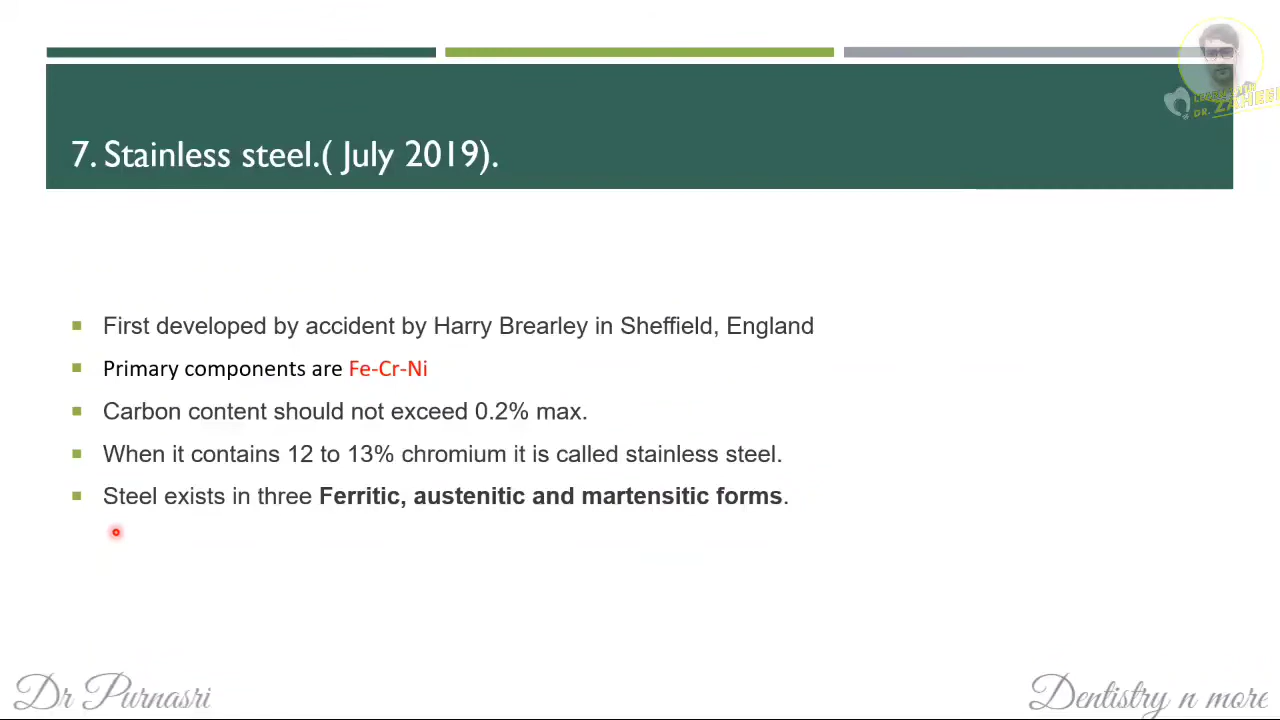 7. Stainless steel.( July 2019).
DR. ZAHEER
First developed by accident by Harry Brearley in Sheffield, England
Primary components are Fe-Cr-Ni
Carbon content should not exceed 0.2% max.
When it contains 12 to 13% chromium it is called stainless steel.
Steel exists in three Ferritic, austenitic and martensitic forms.
Dr Purnasri
Dentistry n more